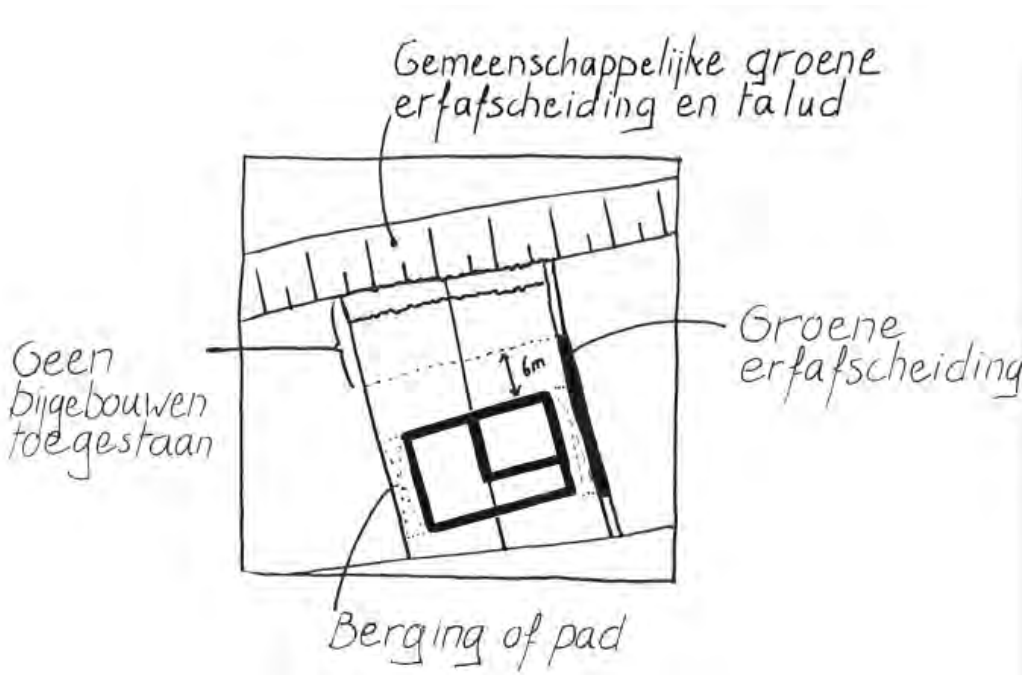 Gemeenschappelijke groene
erfafscheiding en talud
Geen
bijgebouwen
toegestaan
6m
Groene
erfafscheiding
Berging of pad